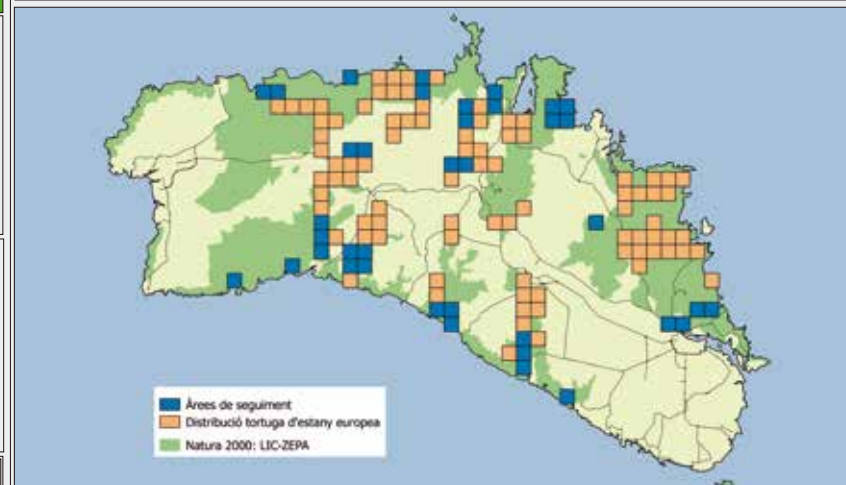 Àrees de seguiment
Distribució tortuga d'estany europea
Natura 2000: LIC-ZEPA